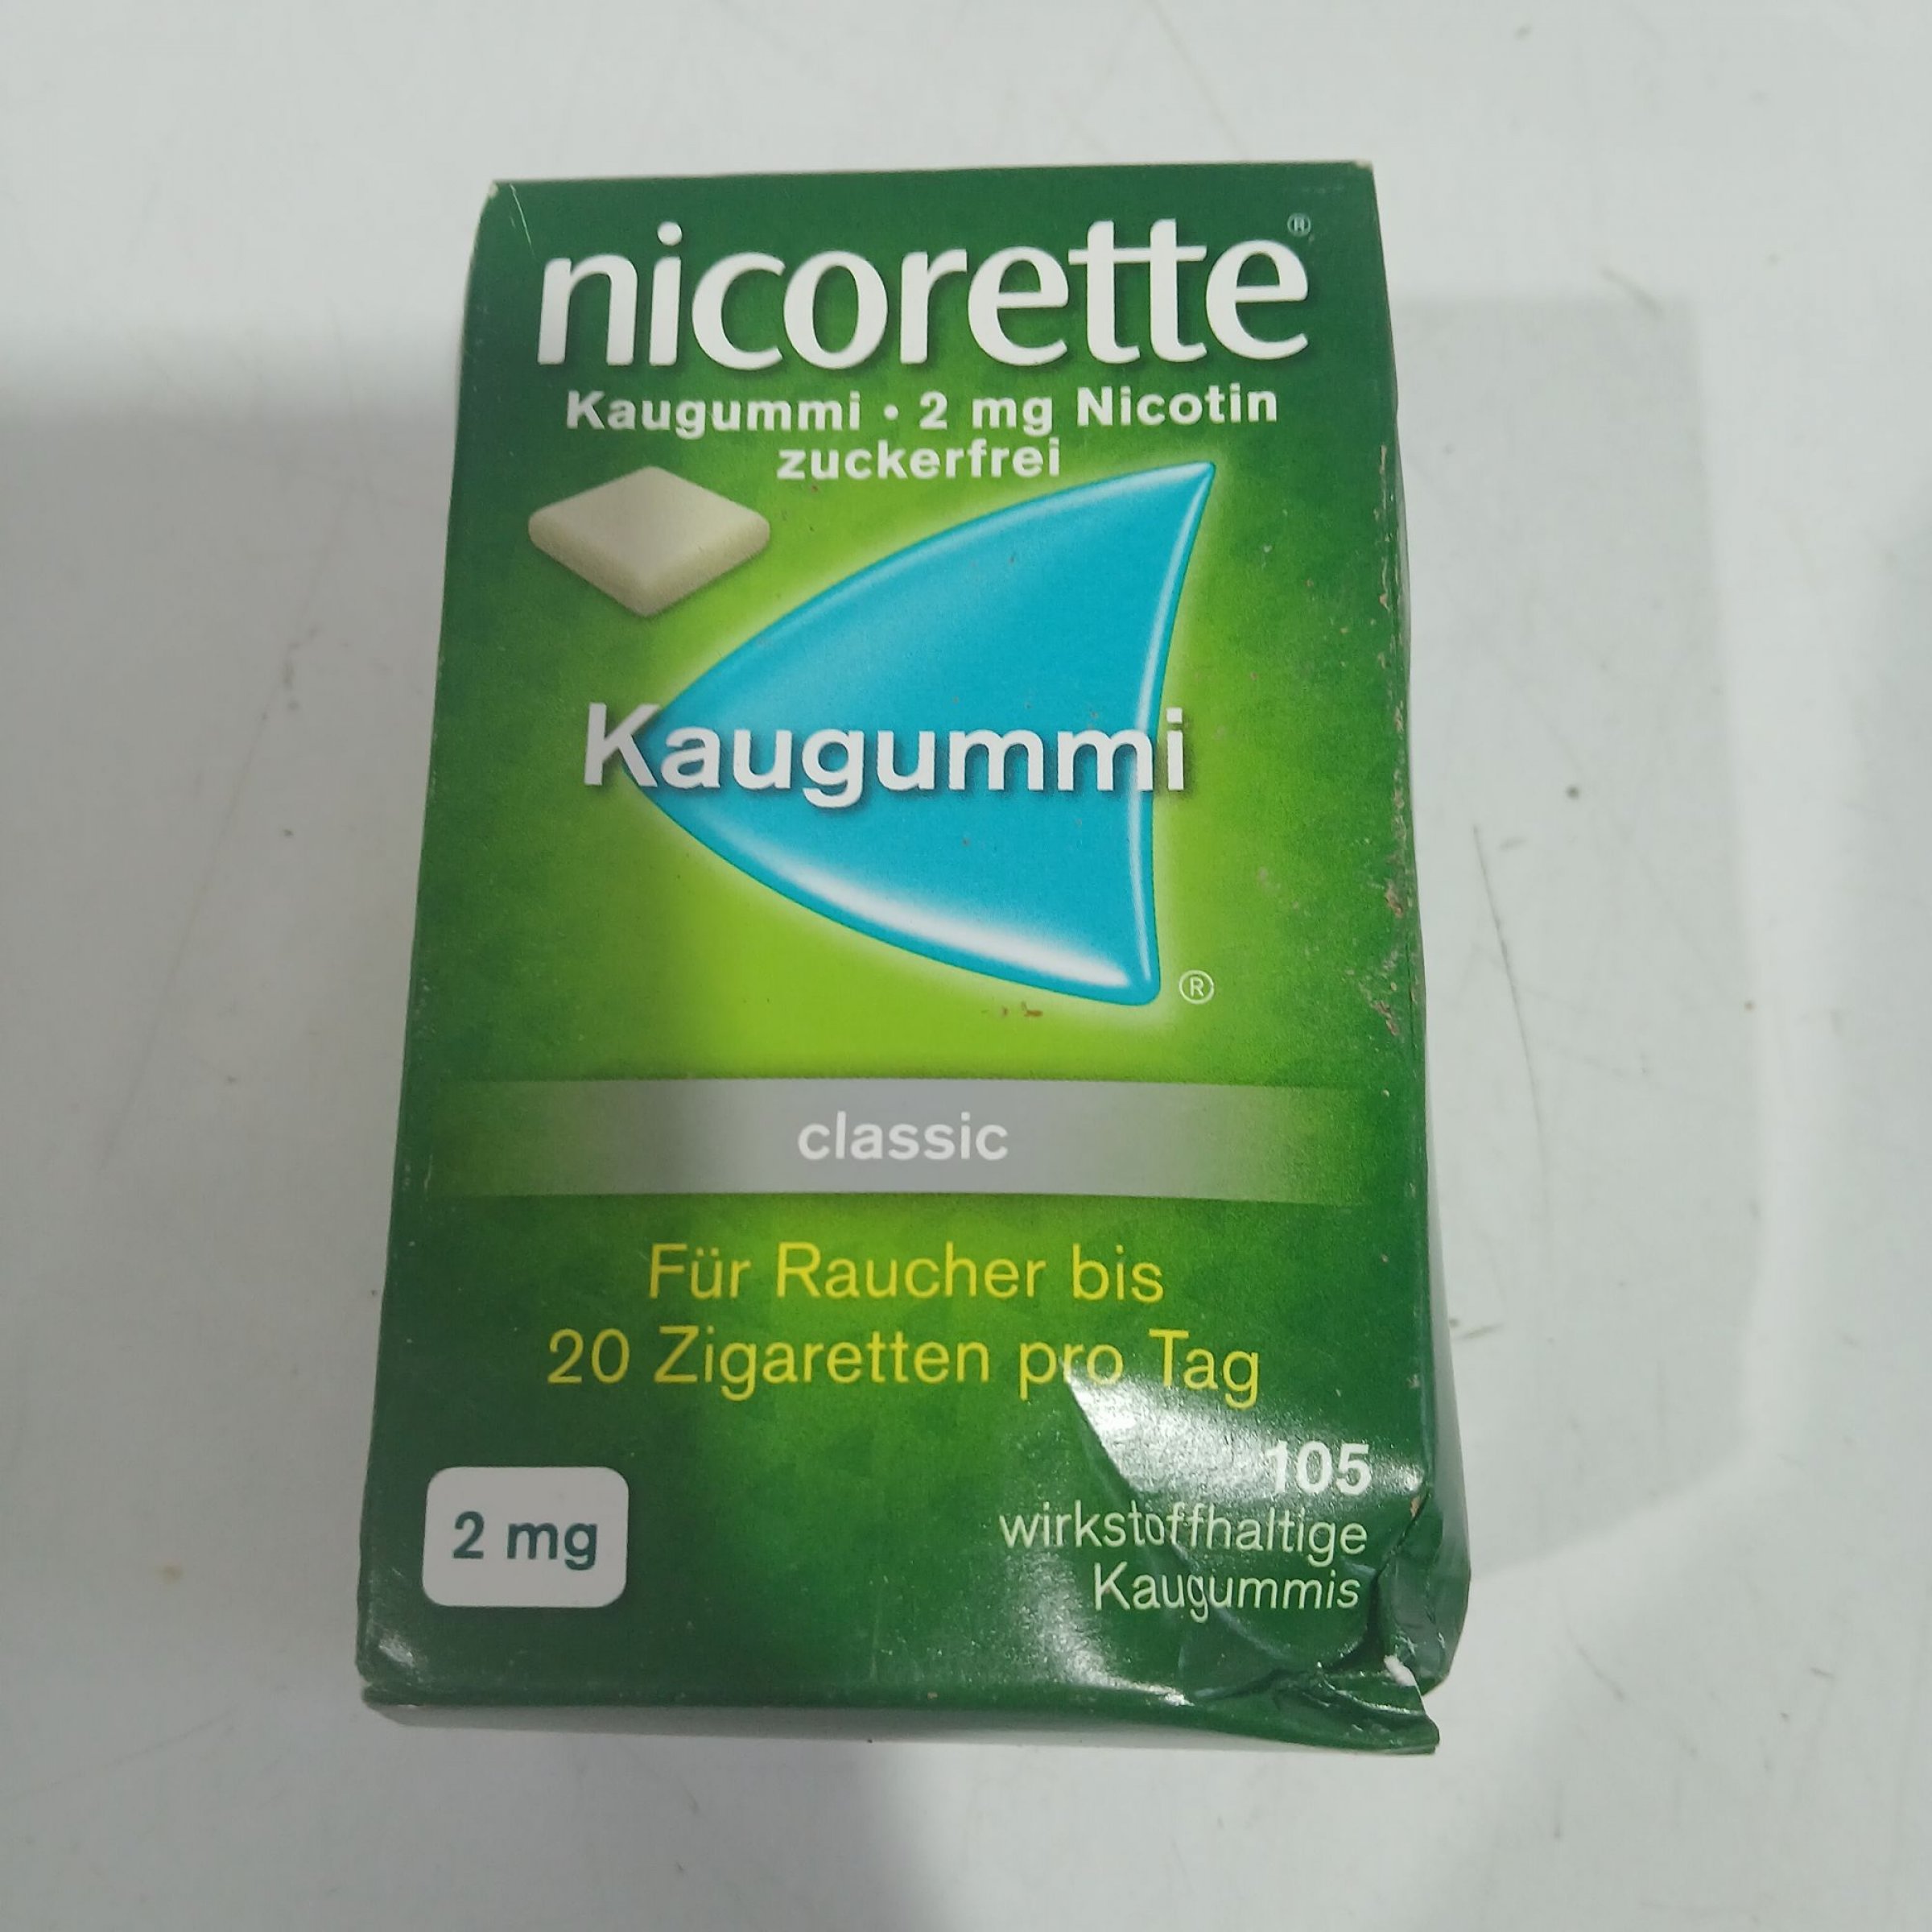 nicorette®
Kaugummi • 2 mg Nicotin
zuckerfrei
Kaugummi
®
classic
Für Raucher bis
20 Zigaretten pro Tag
105
wirkstoffhaltige
Kaugummis
2 mg